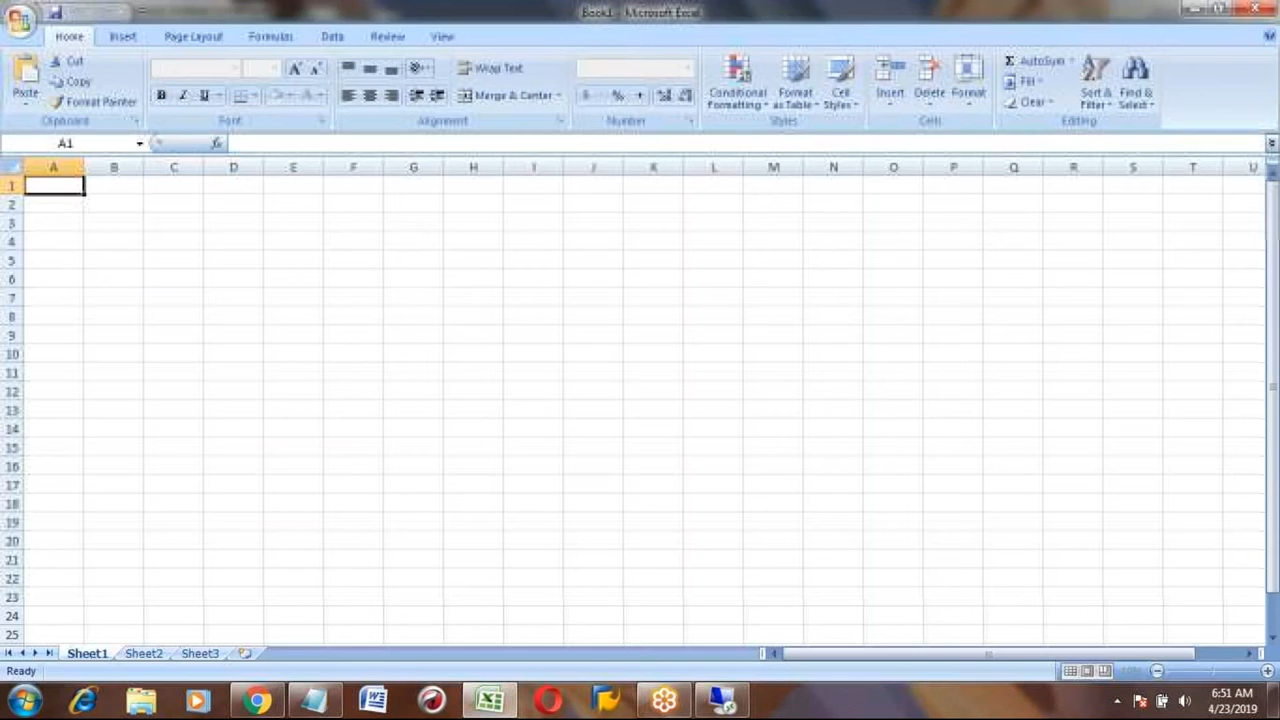 Book1 - Microsoft Excel
Home Insert Page Layout Formulas Data Review View
Paste Cut Copy Format Painter
Wrap Text
Merge & Center
Conditional Formatting Format as Table Cell Styles
Insert Delete Format
AutoSum Fill Clear
Sort & Filter Find & Select
Clipboard Font Alignment Number Styles Cells Editing
A1 fx
A B C D E F G H I J K L M N O P Q R S T U
1
2
3
4
5
6
7
8
9
10
11
12
13
14
15
16
17
18
19
20
21
22
23
24
25
Sheet1 Sheet2 Sheet3
Ready
6:51 AM
4/23/2019